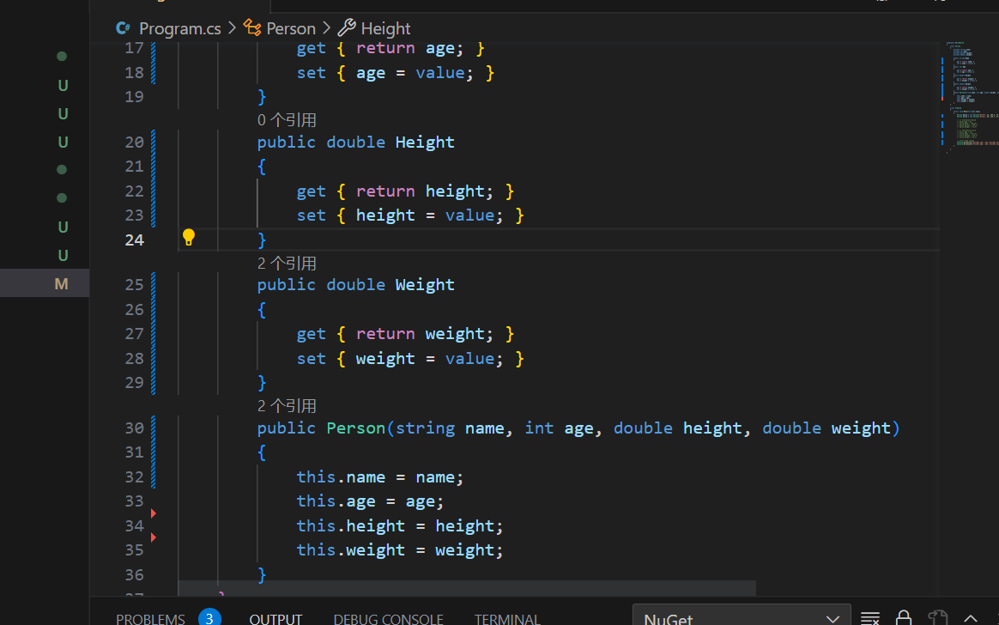 Program.cs > Person > Height
17 get { return age; }
18 set { age = value; }
19 }
0 个引用
20 public double Height
21 {
22 get { return height; }
23 set { height = value; }
24 }
2 个引用
25 public double Weight
26 {
27 get { return weight; }
28 set { weight = value; }
29 }
2 个引用
30 public Person(string name, int age, double height, double weight)
31 {
32 this.name = name;
33 this.age = age;
34 this.height = height;
35 this.weight = weight;
36 }
U
U
U
U
U
M
PROBLEMS 3 OUTPUT DEBUG CONSOLE TERMINAL NuGet